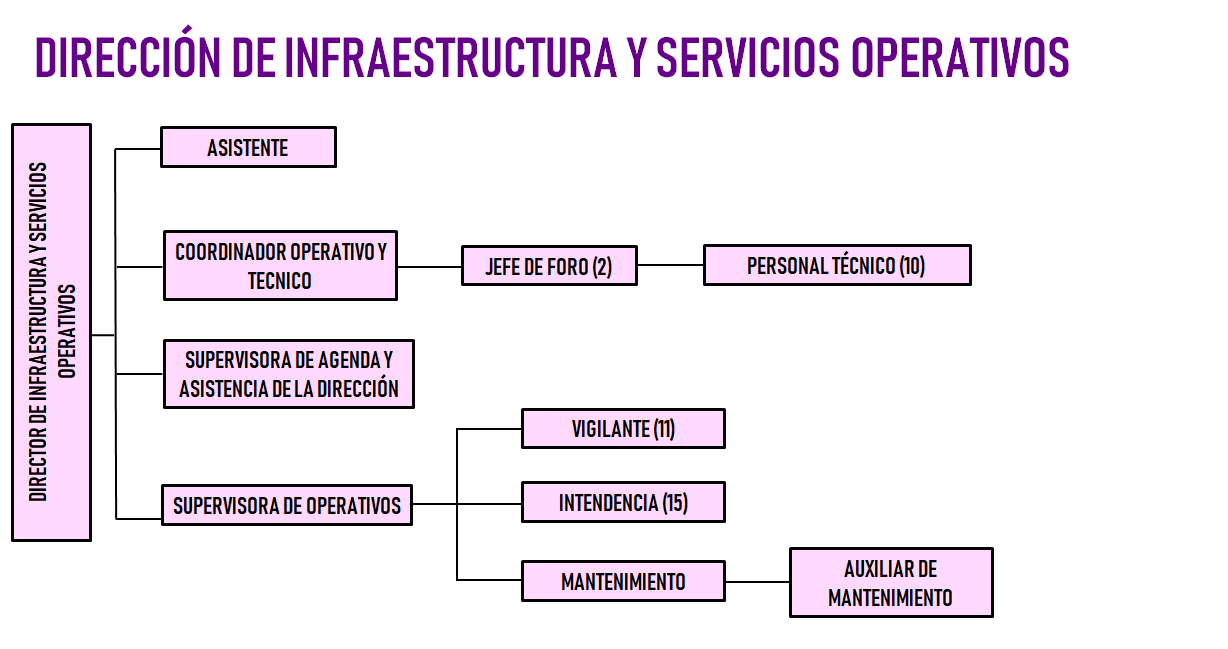 DIRECCIÓN DE INFRAESTRUCTURA Y SERVICIOS OPERATIVOS
DIRECTOR DE INFRAESTRUCTURA Y SERVICIOS
OPERATIVOS
ASISTENTE
COORDINADOR OPERATIVO Y
TECNICO
JEFE DE FORO (2)
PERSONAL TÉCNICO (10)
SUPERVISORA DE AGENDA Y
ASISTENCIA DE LA DIRECCIÓN
SUPERVISORA DE OPERATIVOS
VIGILANTE (11)
INTENDENCIA (15)
MANTENIMIENTO
AUXILIAR DE
MANTENIMIENTO